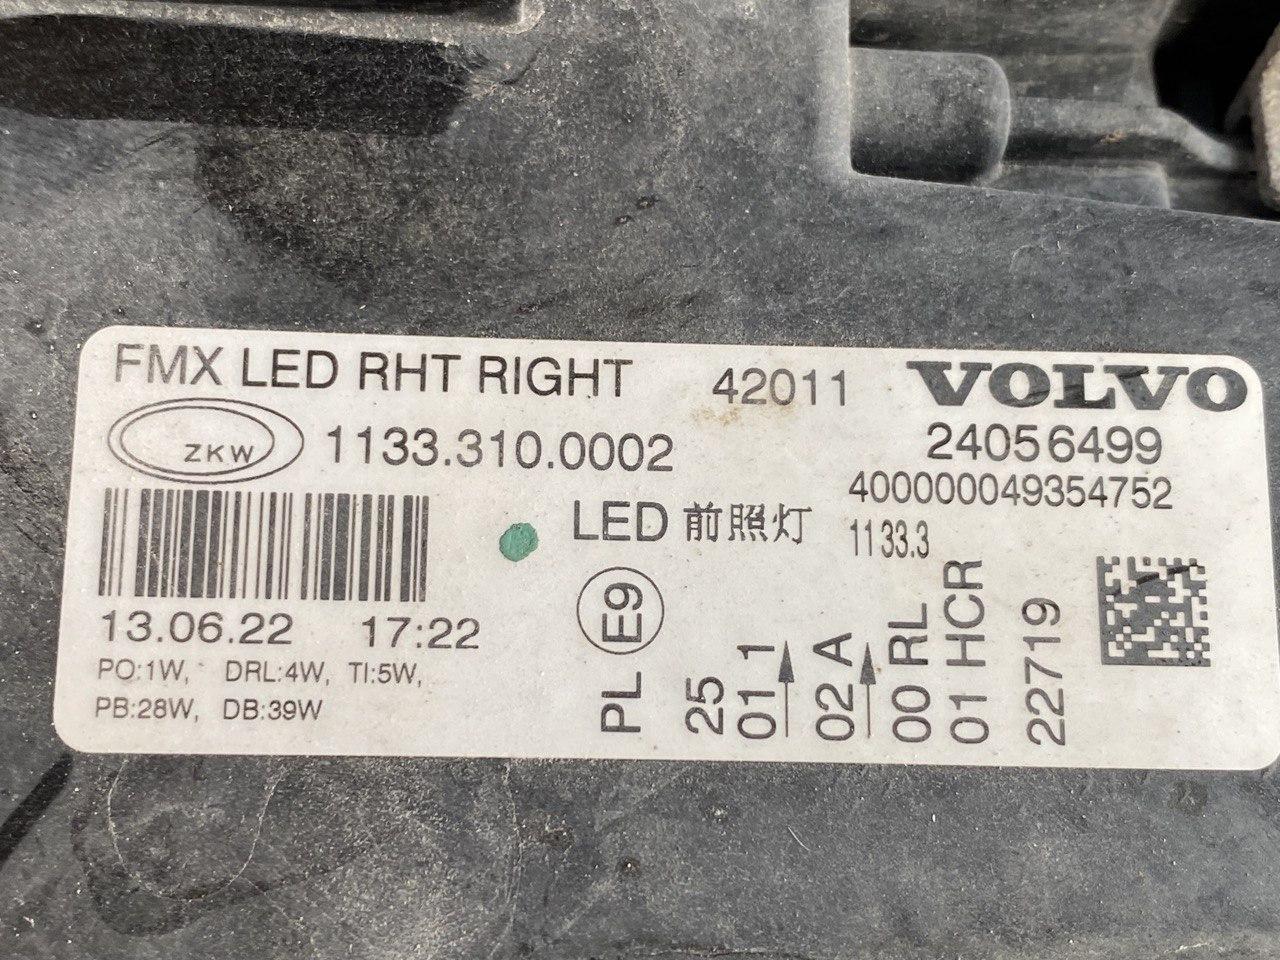 FMX LED RHT RIGHT 42011 VOLVO
ZKW 1133.310.0002 24056499
400000049354752
LED 前照灯 1133.3
13.06.22 17:22
PO:1W, DRL:4W, TI:5W,
PB:28W, DB:39W
PL E9
25
01 1
02 A
00 RL
01 HCR
22719